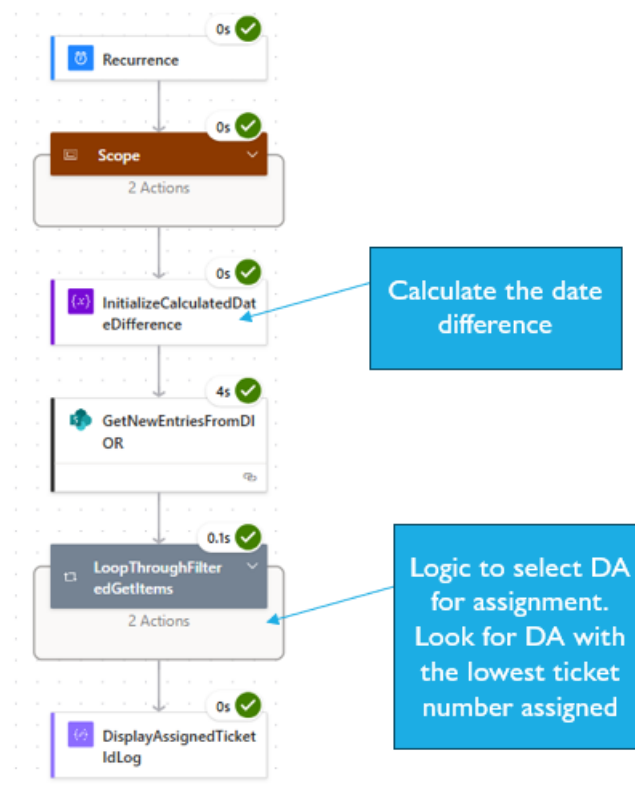 0s
Recurrence
0s
Scope
2 Actions
0s
InitializeCalculatedDat
eDifference
Calculate the date
difference
4s
GetNewEntriesFromDI
OR
0.1s
LoopThroughFilter
edGetItems
2 Actions
Logic to select DA
for assignment.
Look for DA with
the lowest ticket
number assigned
0s
DisplayAssignedTicket
IdLog